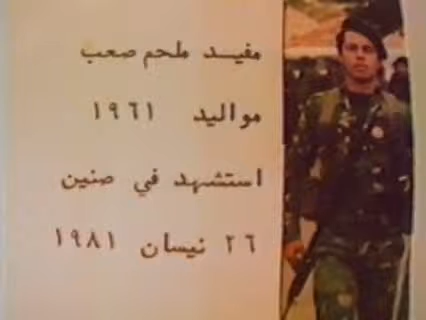 مفيد ملحم صعب
مواليد ١٩٦١
استشهد في صنين
٢٦ نيسان ١٩٨١